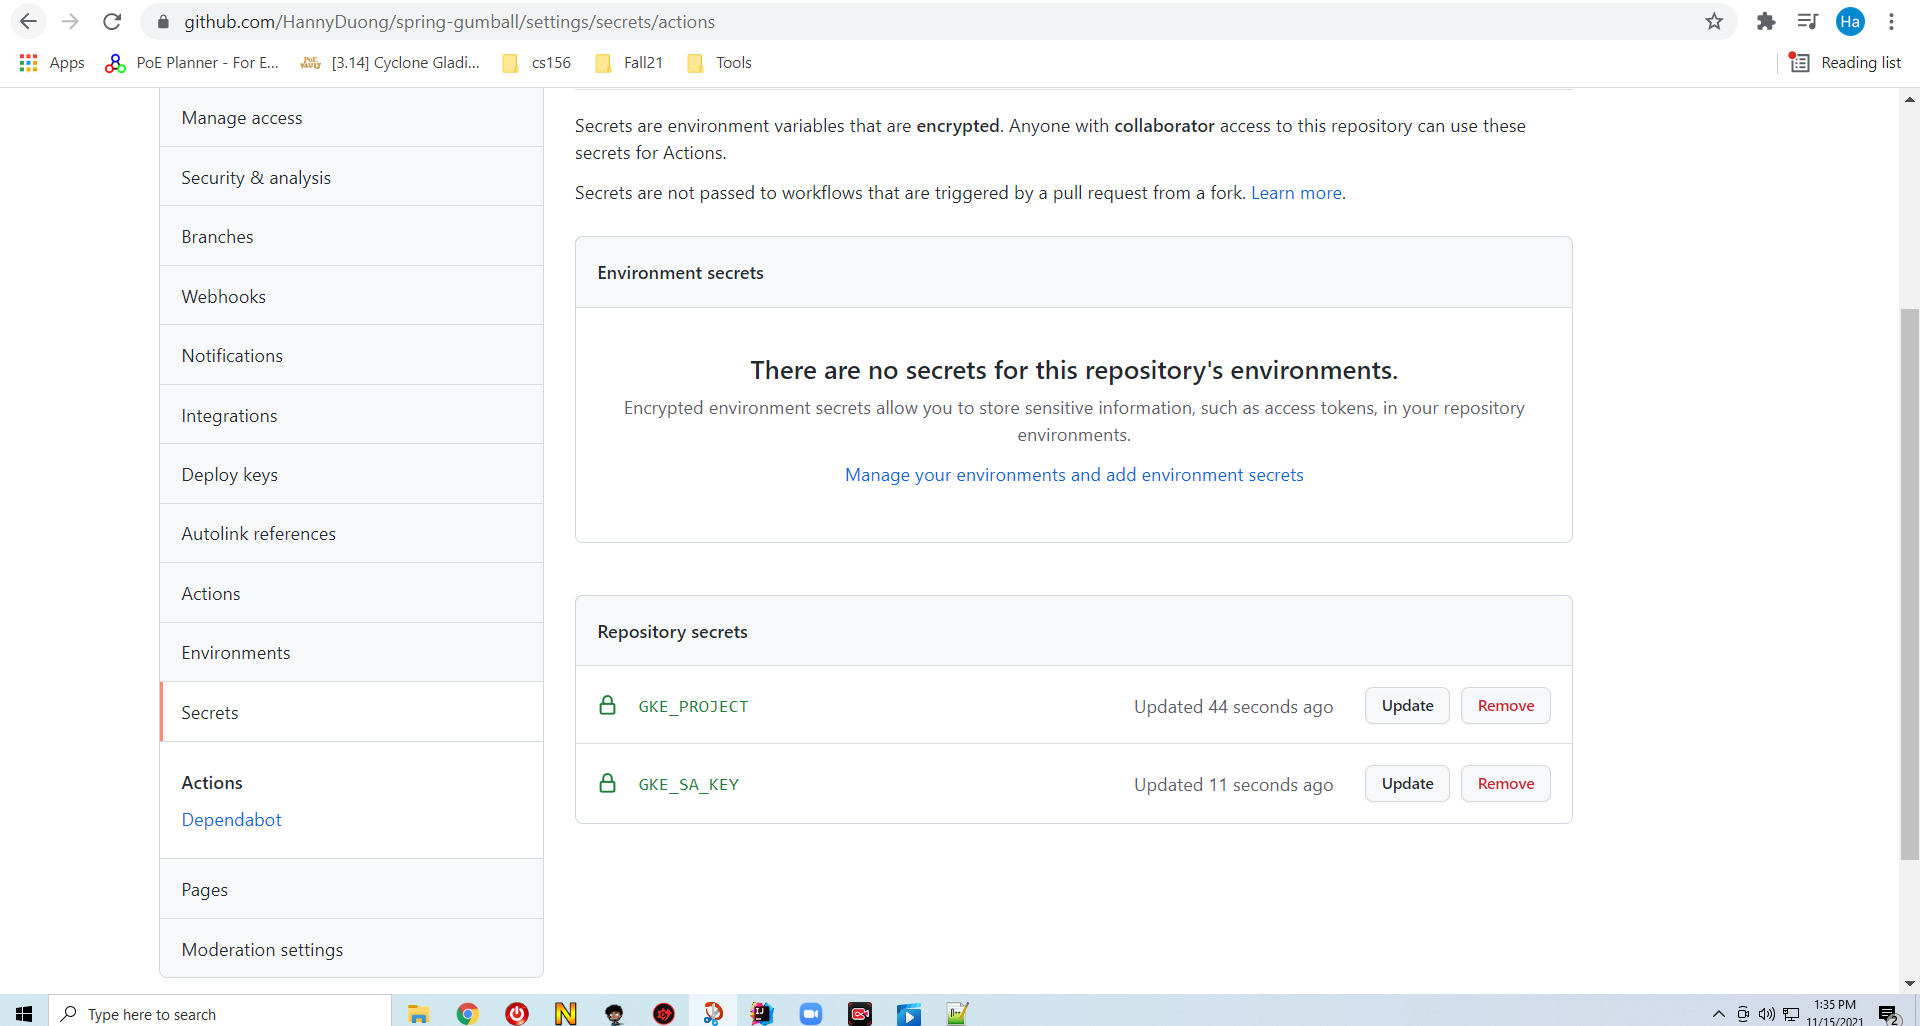 github.com/HannyDuong/spring-gumball/settings/secrets/actions
Ha
Apps
PoE Planner - For E...
[3.14] Cyclone Gladi...
cs156
Fall21
Tools
Reading list
Manage access
Security & analysis
Branches
Webhooks
Notifications
Integrations
Deploy keys
Autolink references
Actions
Environments
Secrets
Actions
Dependabot
Pages
Moderation settings
Secrets are environment variables that are encrypted. Anyone with collaborator access to this repository can use these
secrets for Actions.
Secrets are not passed to workflows that are triggered by a pull request from a fork. Learn more.
Environment secrets
There are no secrets for this repository's environments.
Encrypted environment secrets allow you to store sensitive information, such as access tokens, in your repository
environments.
Manage your environments and add environment secrets
Repository secrets
GKE_PROJECT
Updated 44 seconds ago
Update
Remove
GKE_SA_KEY
Updated 11 seconds ago
Update
Remove
Type here to search
1:35 PM
11/15/2021
2